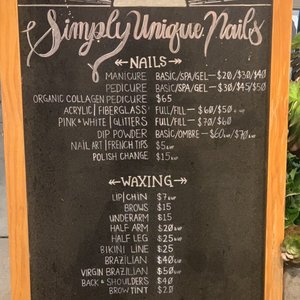 Simply Unique Nails
NAILS
MANICURE BASIC/SPA/GEL-$20/$30/$40
PEDICURE BASIC/SPA/GEL-$30/$45/$50
ORGANIC COLLAGEN PEDICURE $65
ACRYLIC|FIBERGLASS FULL/FILL-$60/$50 &UP
PINK & WHITE|GLITTERS FULL/FILL-$70/$60
DIP POWDER BASIC/OMBRE-$60&UP/$70&UP
NAIL ART|FRENCH TIPS $5&UP
POLISH CHANGE $15&UP
WAXING
LIP|CHIN $7&UP
BROWS $15
UNDERARM $15
HALF ARM $20&UP
HALF LEG $25&UP
BIKINI LINE $25
BRAZILIAN $40&UP
VIRGIN BRAZILIAN $50&UP
BACK & SHOULDERS $40
BROW TINT $20